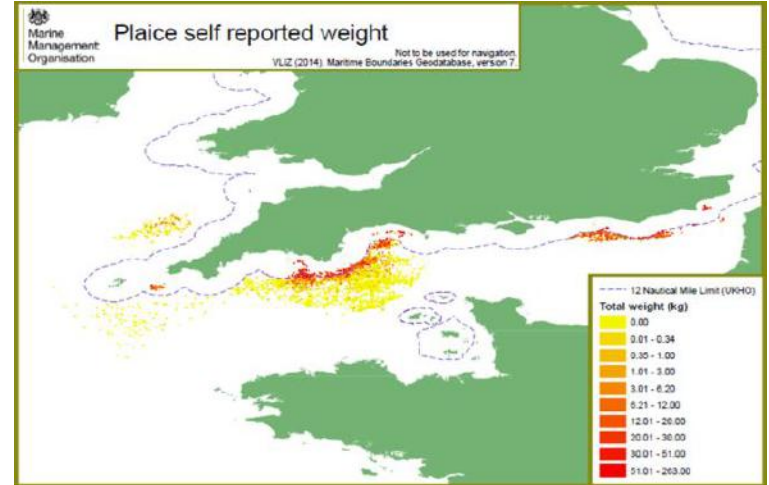 Marine
Management
Organisation
Plaice self reported weight
Not to be used for navigation.
VLIZ (2014). Maritime Boundaries Geodatabase, version 7.
12 Nautical Mile Limit (UKHO)
Total weight (kg)
0.00
0.01 - 0.34
0.35 - 1.00
1.01 - 3.00
3.01 - 6.20
6.21 - 12.00
12.01 - 20.00
20.01 - 30.00
30.01 - 51.00
51.01 - 263.00